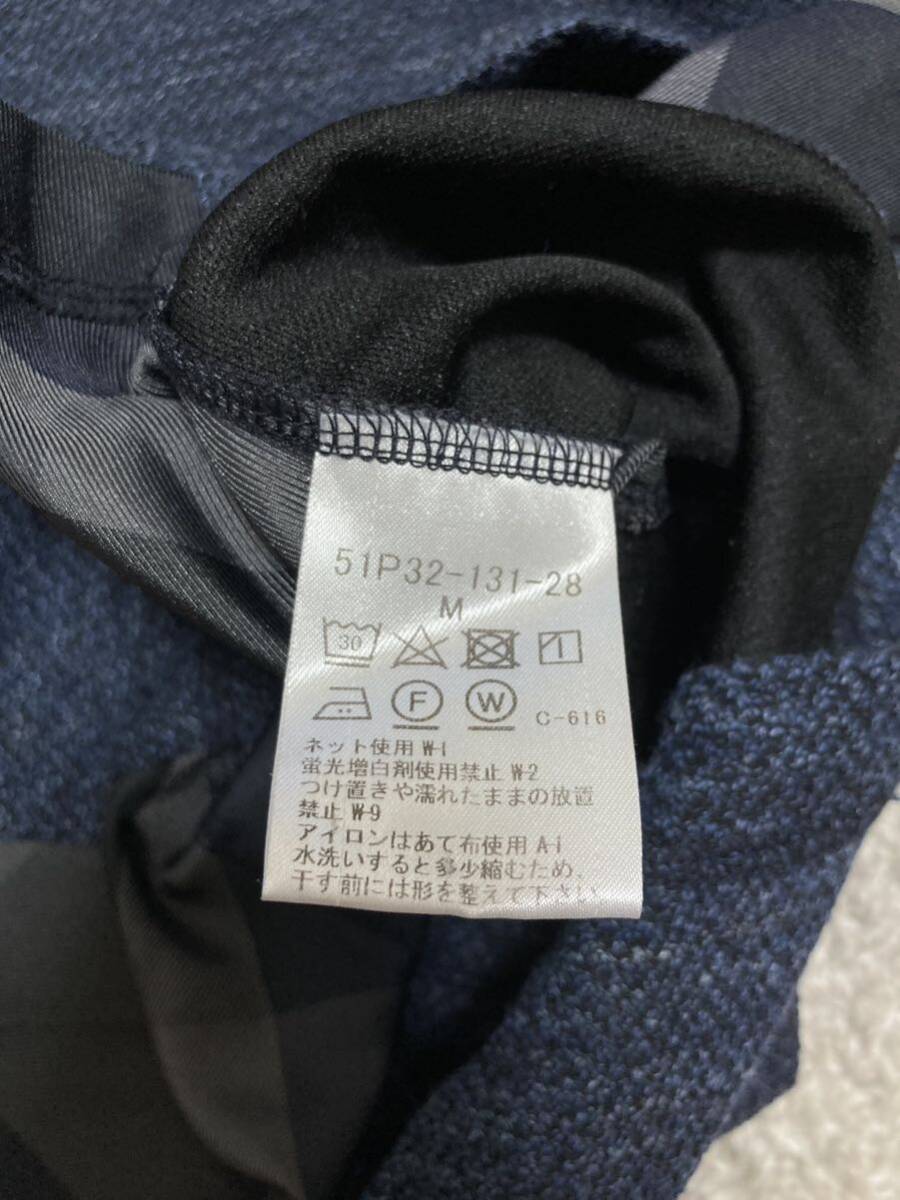 51P32-131-28
M
30
F W C-616
ネット使用 W-1
蛍光増白剤使用禁止 W-2
つけ置きや濡れたままの放置
禁止 W-9
アイロンはあて布使用 A-1
水洗いすると多少縮むため、
干す前には形を整えて下さい